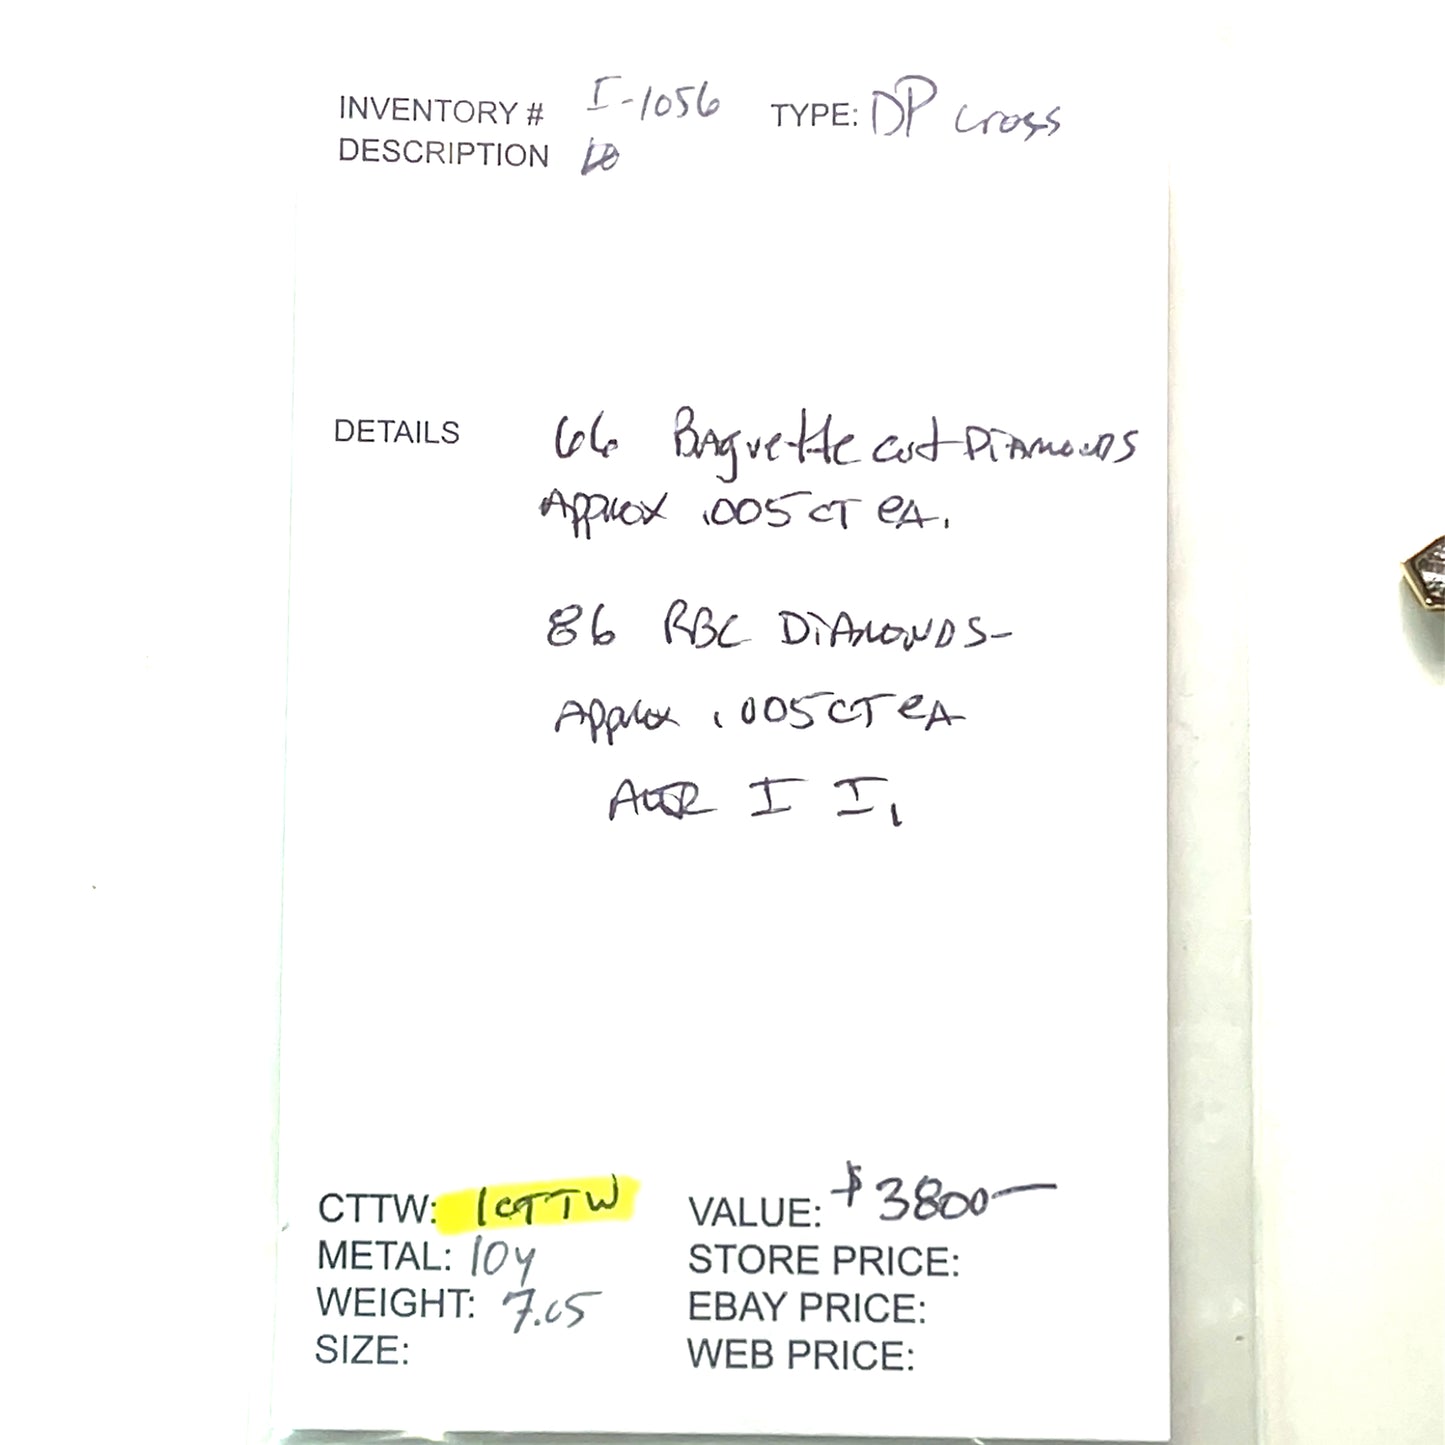 INVENTORY # I-1056 TYPE: DP cross
DESCRIPTION
DETAILS 66 BAguette cut DiAMONDS
Approx .005 CT eA.
86 RBC DiAMONDS-
Approx .005 CT eA
I I1
CTTW: 1CTTW VALUE: $3800—
METAL: 10y STORE PRICE:
WEIGHT: 7.05 EBAY PRICE:
SIZE: WEB PRICE: